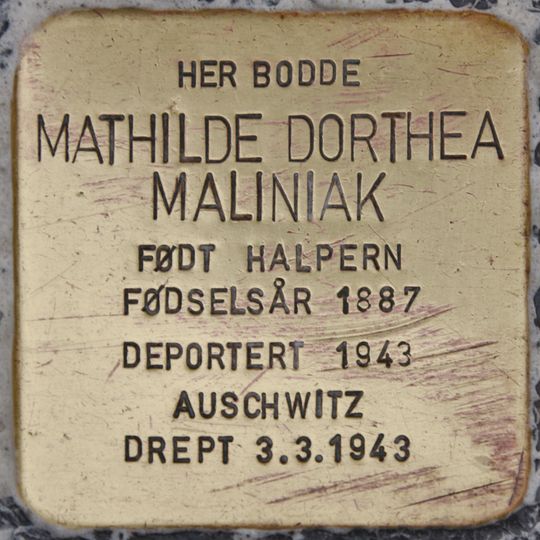 HER BODDE
MATHILDE DORTHEA
MALINIAK
FØDT HALPERN
FØDSELSÅR 1887
DEPORTERT 1943
AUSCHWITZ
DREPT 3.3.1943